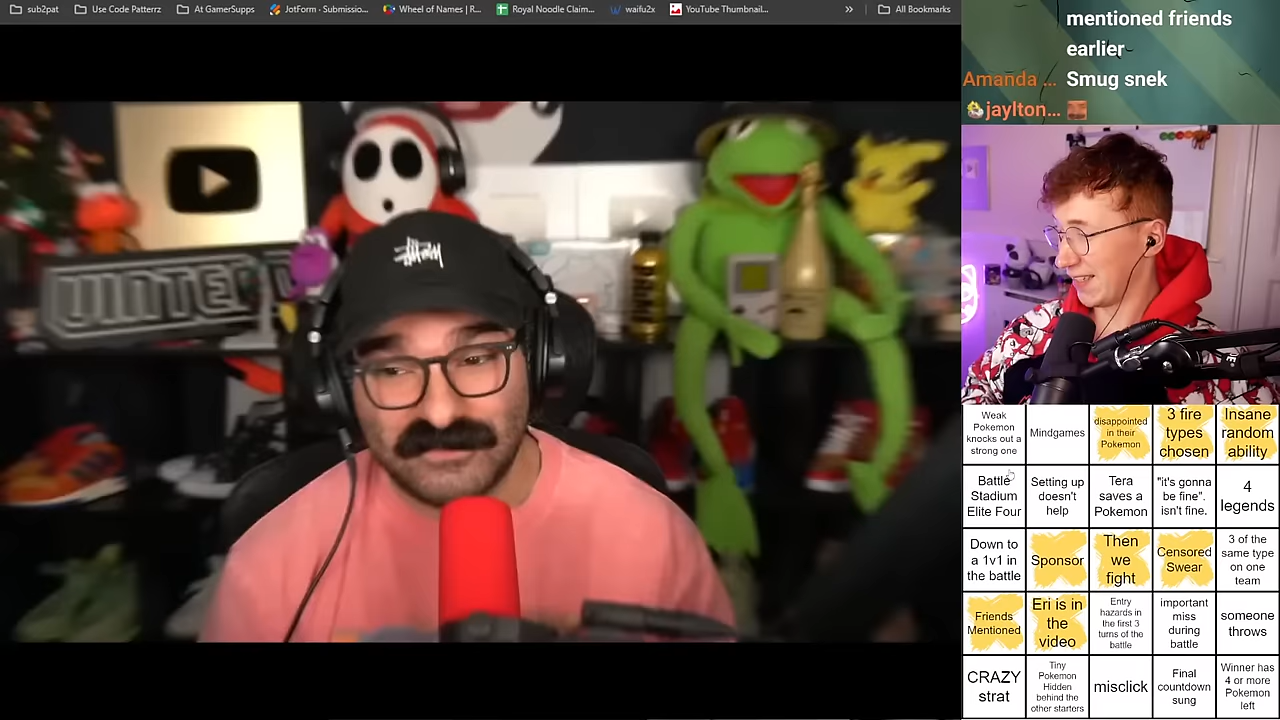 sub2pat
Use Code Patterrz
At GamerSupps
JotForm - Submissio...
Wheel of Names | R...
Royal Noodle Claim...
waifu2x
YouTube Thumbnail...
»
All Bookmarks
mentioned friends
earlier
Amanda ... Smug snek
jaylton...
Weak
Pokemon
knocks out a
strong one
Mindgames
disappointed
in their
Pokemon
3 fire
types
chosen
Insane
random
ability
Battle
Stadium
Elite Four
Setting up
doesn't
help
Tera
saves a
Pokemon
"it's gonna
be fine".
isn't fine.
4
legends
Down to
a 1v1 in
the battle
Sponsor
Then
we
fight
Censored
Swear
3 of the
same type
on one
team
Friends
Mentioned
Eri is in
the
video
Entry
hazards in
the first 3
turns of the
battle
important
miss
during
battle
someone
throws
CRAZY
strat
Tiny
Pokemon
Hidden
behind the
other starters
misclick
Final
countdown
sung
Winner has
4 or more
Pokemon
left